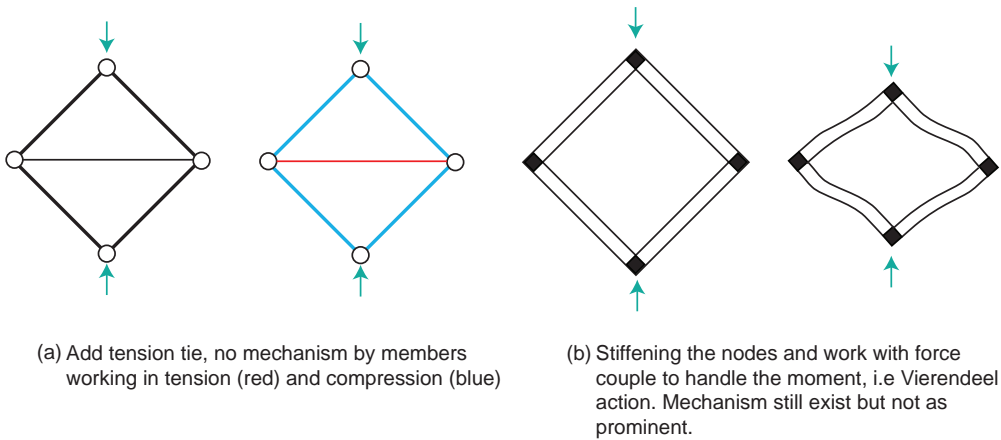 (a) Add tension tie, no mechanism by members
working in tension (red) and compression (blue)
(b) Stiffening the nodes and work with force
couple to handle the moment, i.e Vierendeel
action. Mechanism still exist but not as
prominent.